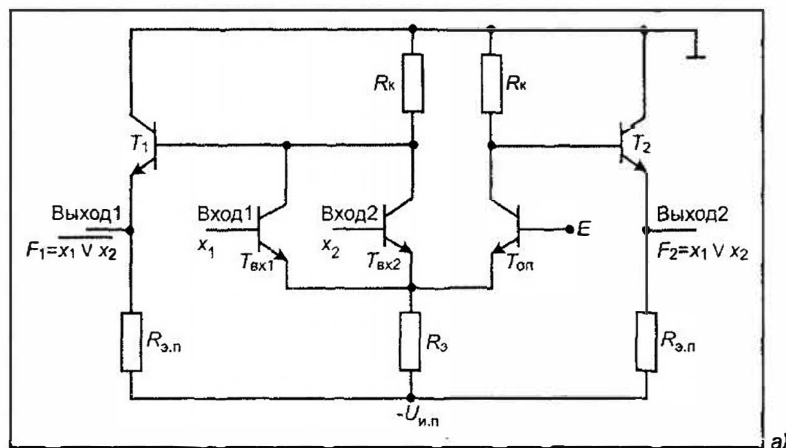 Rк
Rк
T1
T2
Выход1
Вход1
Вход2
E
Выход2
F1=x1 V x2
x1
x2
F2=x1 V x2
Tвх1
Tвх2
Tоп
Rэ.п
Rэ
Rэ.п
-Uи.п
а)